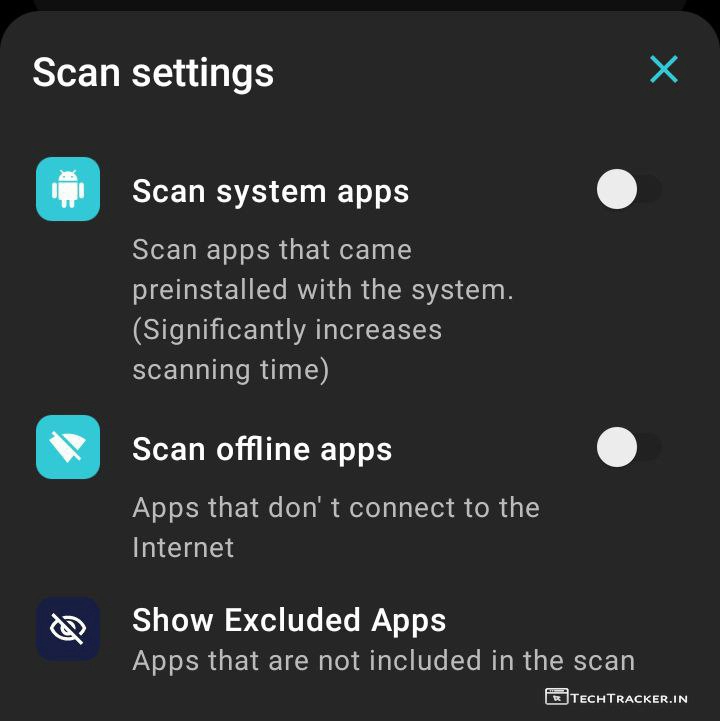 Scan settings
Scan system apps
Scan apps that came
preinstalled with the system.
(Significantly increases
scanning time)
Scan offline apps
Apps that don' t connect to the
Internet
Show Excluded Apps
Apps that are not included in the scan
TECHTRACKER.IN